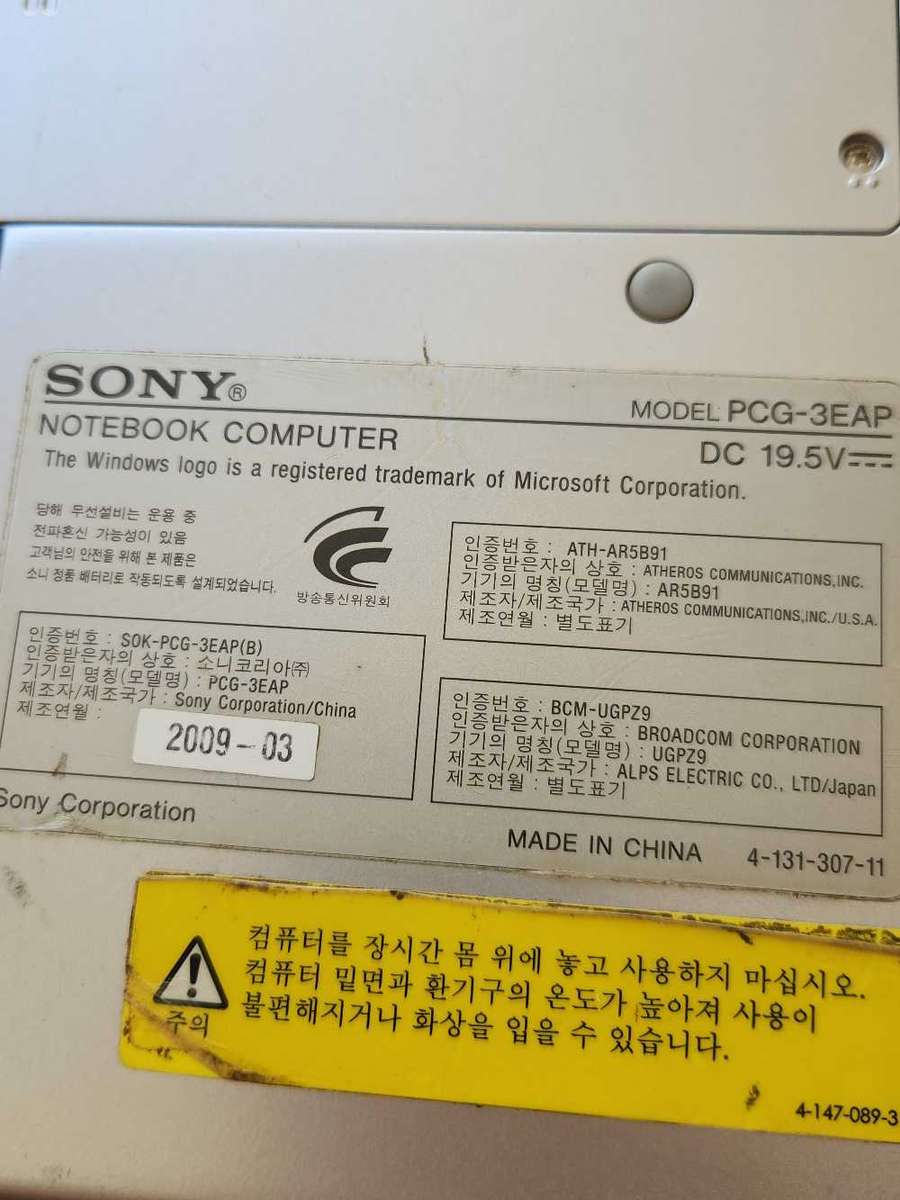 SONY®
MODEL PCG-3EAP
NOTEBOOK COMPUTER
DC 19.5V
The Windows logo is a registered trademark of Microsoft Corporation.
당해 무선설비는 운용 중
전파혼신 가능성이 있음
고객님의 안전을 위해 본 제품은
소니 정품 배터리로 작동되도록 설계되었습니다.
방송통신위원회
인증번호 : ATH-AR5B91
인증받은자의 상호 : ATHEROS COMMUNICATIONS,INC.
기기의 명칭(모델명) : AR5B91
제조자/제조국가 : ATHEROS COMMUNICATIONS,INC./U.S.A.
제조연월 : 별도표기
인증번호 : SOK-PCG-3EAP(B)
인증받은자의 상호 : 소니코리아㈜
기기의 명칭(모델명) : PCG-3EAP
제조자/제조국가 : Sony Corporation/China
제조연월 :
2009-03
인증번호 : BCM-UGPZ9
인증받은자의 상호 : BROADCOM CORPORATION
기기의 명칭(모델명) : UGPZ9
제조자/제조국가 : ALPS ELECTRIC CO., LTD/Japan
제조연월 : 별도표기
Sony Corporation
MADE IN CHINA
4-131-307-11
주의
컴퓨터를 장시간 몸 위에 놓고 사용하지 마십시오.
컴퓨터 밑면과 환기구의 온도가 높아져 사용이
불편해지거나 화상을 입을 수 있습니다.
4-147-089-3